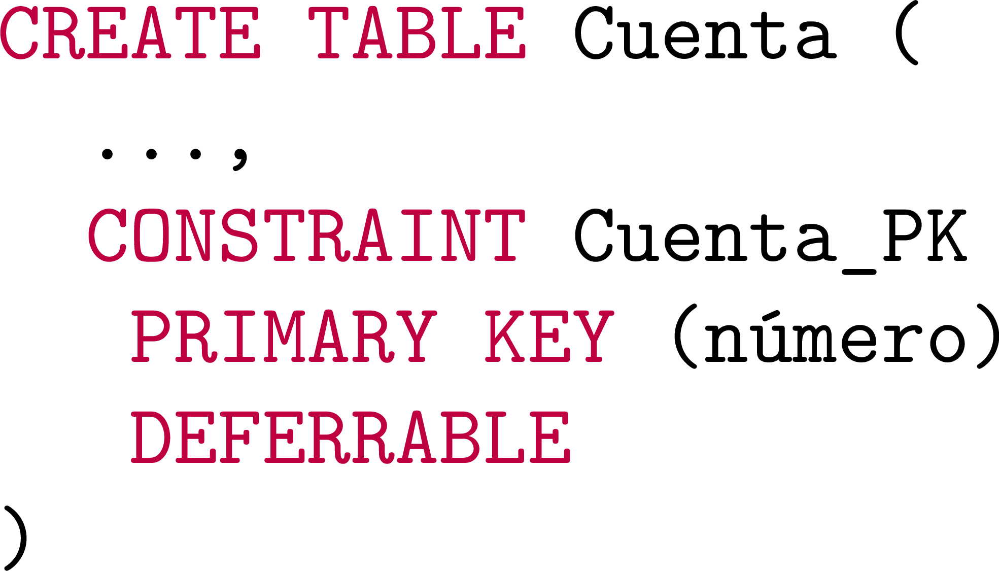 CREATE TABLE Cuenta (
...,
CONSTRAINT Cuenta_PK
PRIMARY KEY (número)
DEFERRABLE
)